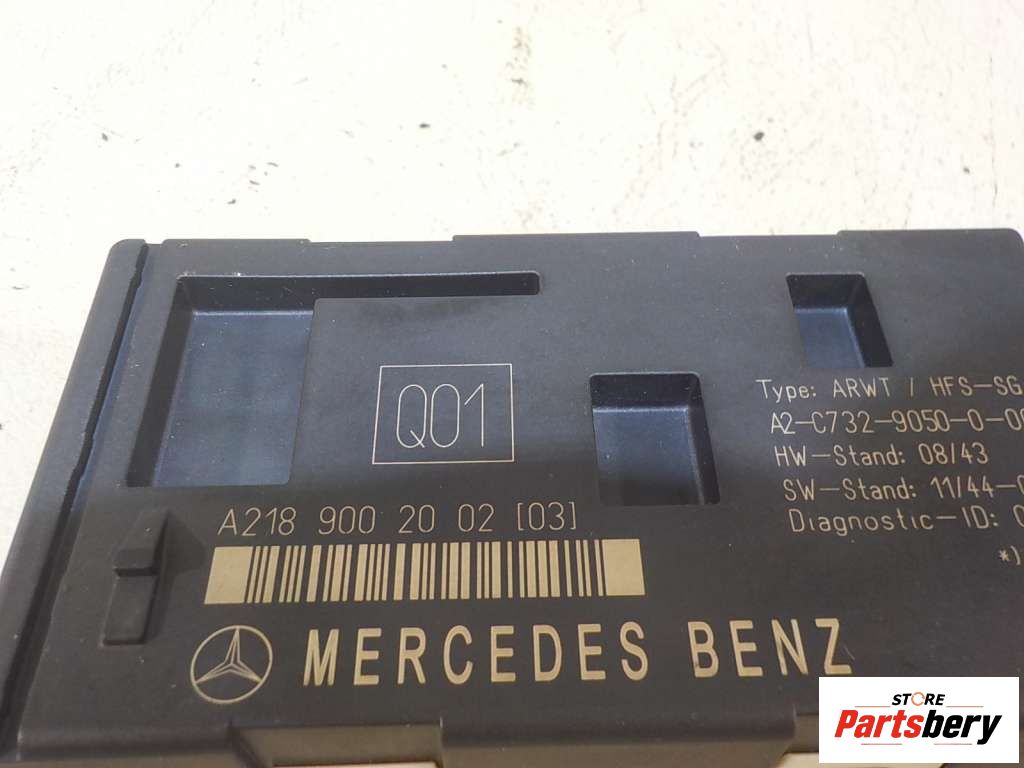 Q01
Type: ARWT / HFS-SG
A2-C732-9050-0-
HW-Stand: 08/43
SW-Stand: 11/44-
Diagnostic-ID:
*)
A218 900 20 02 [03]
MERCEDES BENZ
STORE
Partsbery